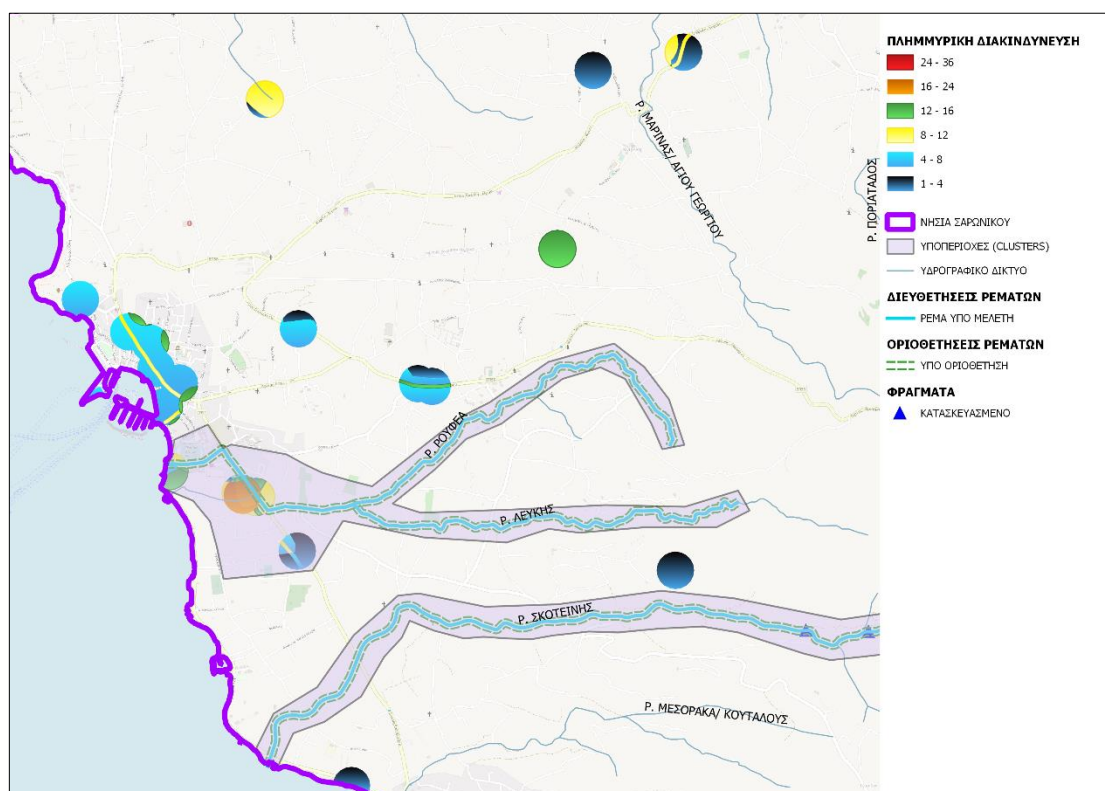 ΠΛΗΜΜΥΡΙΚΗ ΔΙΑΚΙΝΔΥΝΕΥΣΗ
24 - 36
16 - 24
12 - 16
8 - 12
4 - 8
1 - 4
ΝΗΣΙΑ ΣΑΡΩΝΙΚΟΥ
ΥΠΟΠΕΡΙΟΧΕΣ (CLUSTERS)
ΥΔΡΟΓΡΑΦΙΚΟ ΔΙΚΤΥΟ
ΔΙΕΥΘΕΤΗΣΕΙΣ ΡΕΜΑΤΩΝ
ΡΕΜΑ ΥΠΟ ΜΕΛΕΤΗ
ΟΡΙΟΘΕΤΗΣΕΙΣ ΡΕΜΑΤΩΝ
ΥΠΟ ΟΡΙΟΘΕΤΗΣΗ
ΦΡΑΓΜΑΤΑ
ΚΑΤΑΣΚΕΥΑΣΜΕΝΟ
Ρ. ΜΑΡΙΝΑΣ/ ΑΓΙΟΥ ΓΕΩΡΓΙΟΥ
Ρ. ΠΟΡΙΑΤΑΔΟΣ
Ρ. ΡΟΥΦΕΑ
Ρ. ΛΕΥΚΗΣ
Ρ. ΣΚΟΤΕΙΝΗΣ
Ρ. ΜΕΣΟΡΑΚΑ/ ΚΟΥΤΑΛΟΥΣ